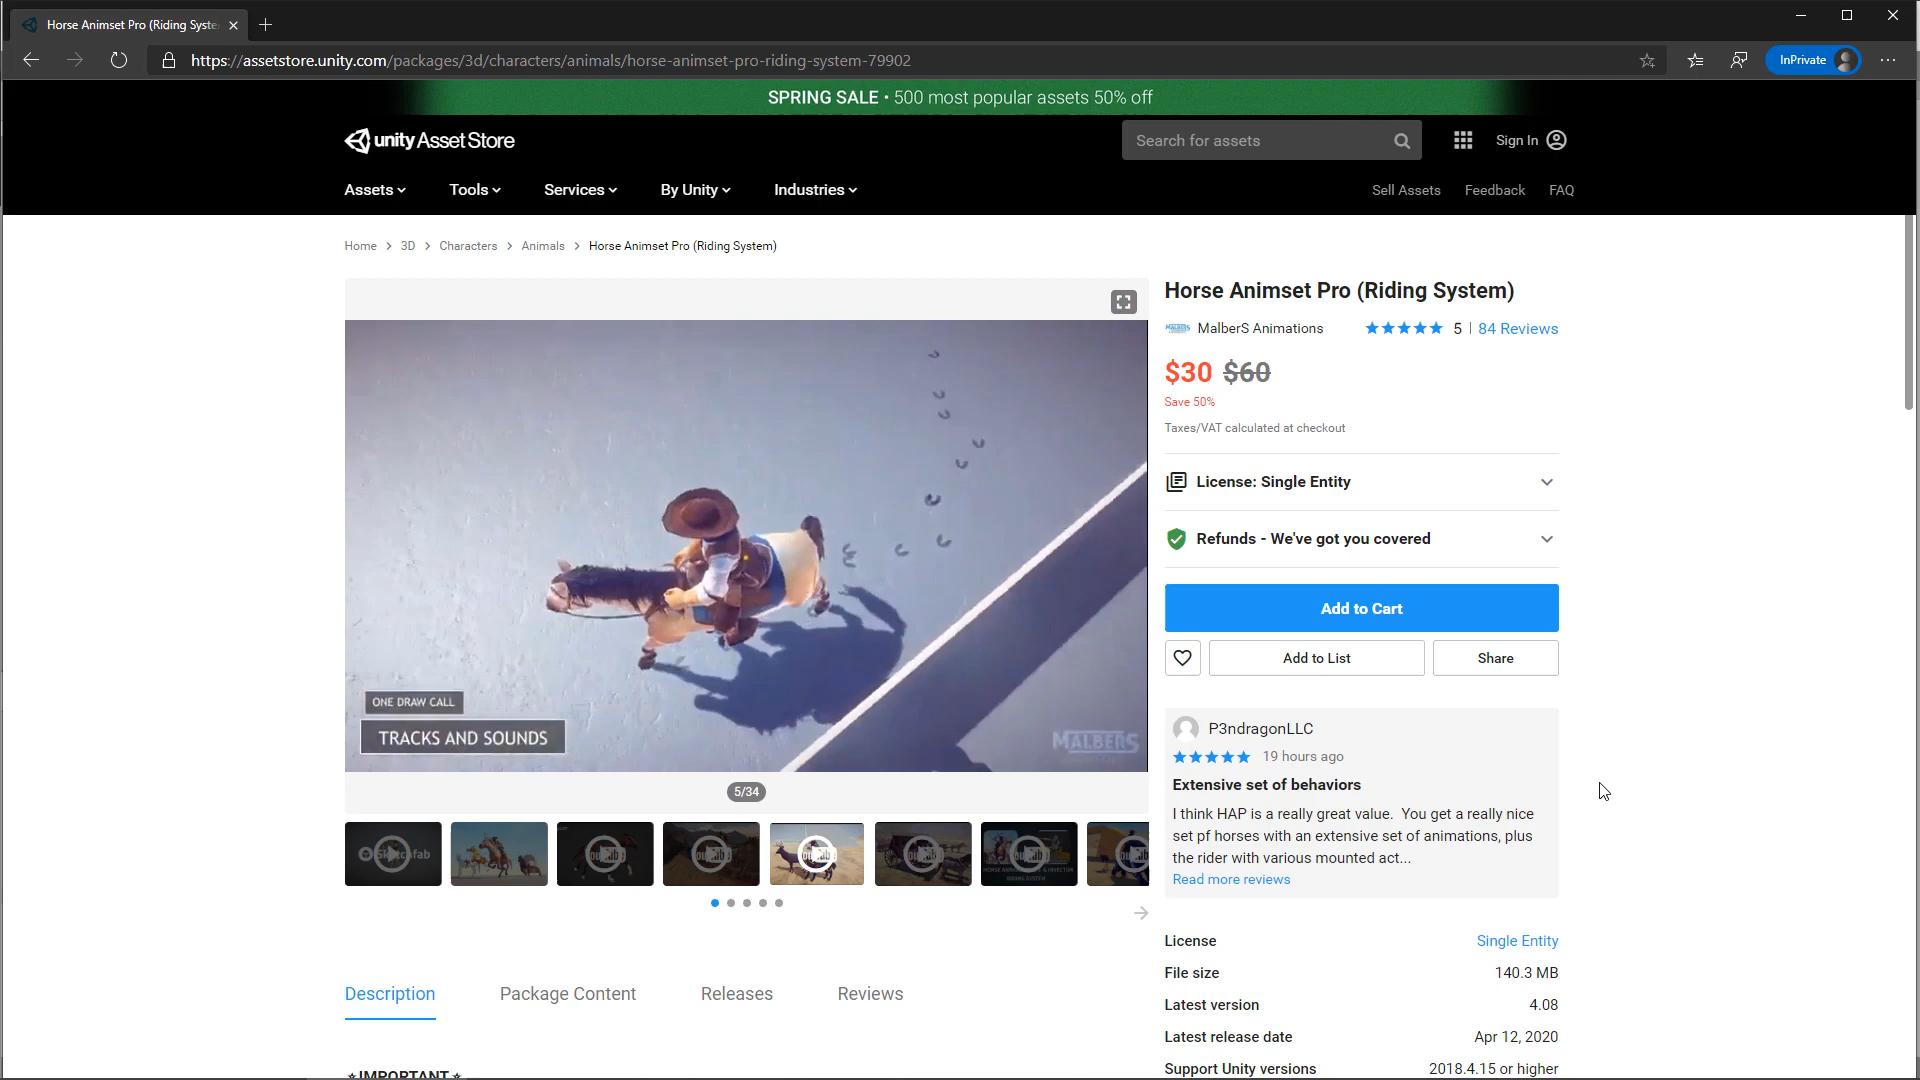 Horse Animset Pro (Riding Syste
https://assetstore.unity.com/packages/3d/characters/animals/horse-animset-pro-riding-system-79902
InPrivate
SPRING SALE • 500 most popular assets 50% off
unity Asset Store
Search for assets
Sign In
Assets
Tools
Services
By Unity
Industries
Sell Assets
Feedback
FAQ
Home > 3D > Characters > Animals > Horse Animset Pro (Riding System)
ONE DRAW CALL
TRACKS AND SOUNDS
MALBERS
5/34
Sketchfab
Description
Package Content
Releases
Reviews
*IMPORTANT*
Horse Animset Pro (Riding System)
MalberS Animations
5 | 84 Reviews
$30 $60
Save 50%
Taxes/VAT calculated at checkout
License: Single Entity
Refunds - We've got you covered
Add to Cart
Add to List
Share
P3ndragonLLC
19 hours ago
Extensive set of behaviors
I think HAP is a really great value. You get a really nice
set pf horses with an extensive set of animations, plus
the rider with various mounted act...
Read more reviews
License Single Entity
File size 140.3 MB
Latest version 4.08
Latest release date Apr 12, 2020
Support Unity versions 2018.4.15 or higher